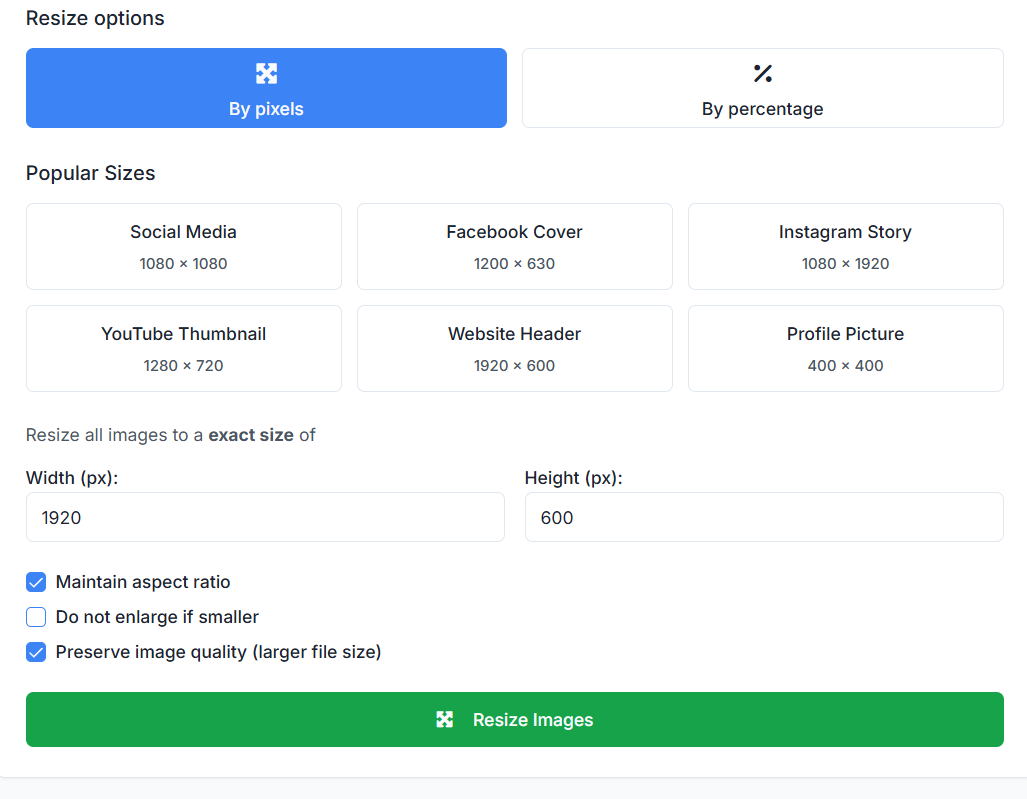 Resize options
By pixels
By percentage
Popular Sizes
Social Media
1080 × 1080
Facebook Cover
1200 × 630
Instagram Story
1080 × 1920
YouTube Thumbnail
1280 × 720
Website Header
1920 × 600
Profile Picture
400 × 400
Resize all images to a exact size of
Width (px):
1920
Height (px):
600
Maintain aspect ratio
Do not enlarge if smaller
Preserve image quality (larger file size)
Resize Images